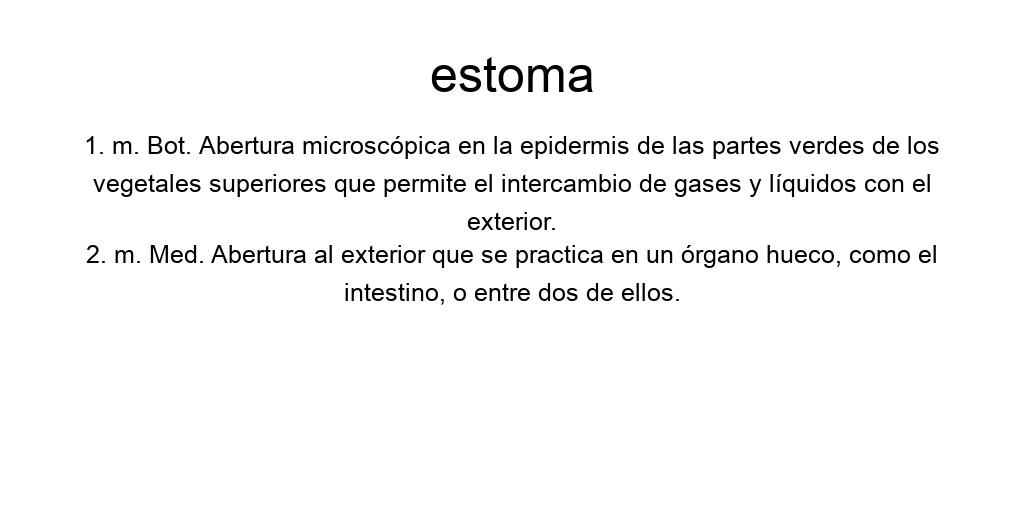 estoma
1. m. Bot. Abertura microscópica en la epidermis de las partes verdes de los
vegetales superiores que permite el intercambio de gases y líquidos con el
exterior.
2. m. Med. Abertura al exterior que se practica en un órgano hueco, como el
intestino, o entre dos de ellos.